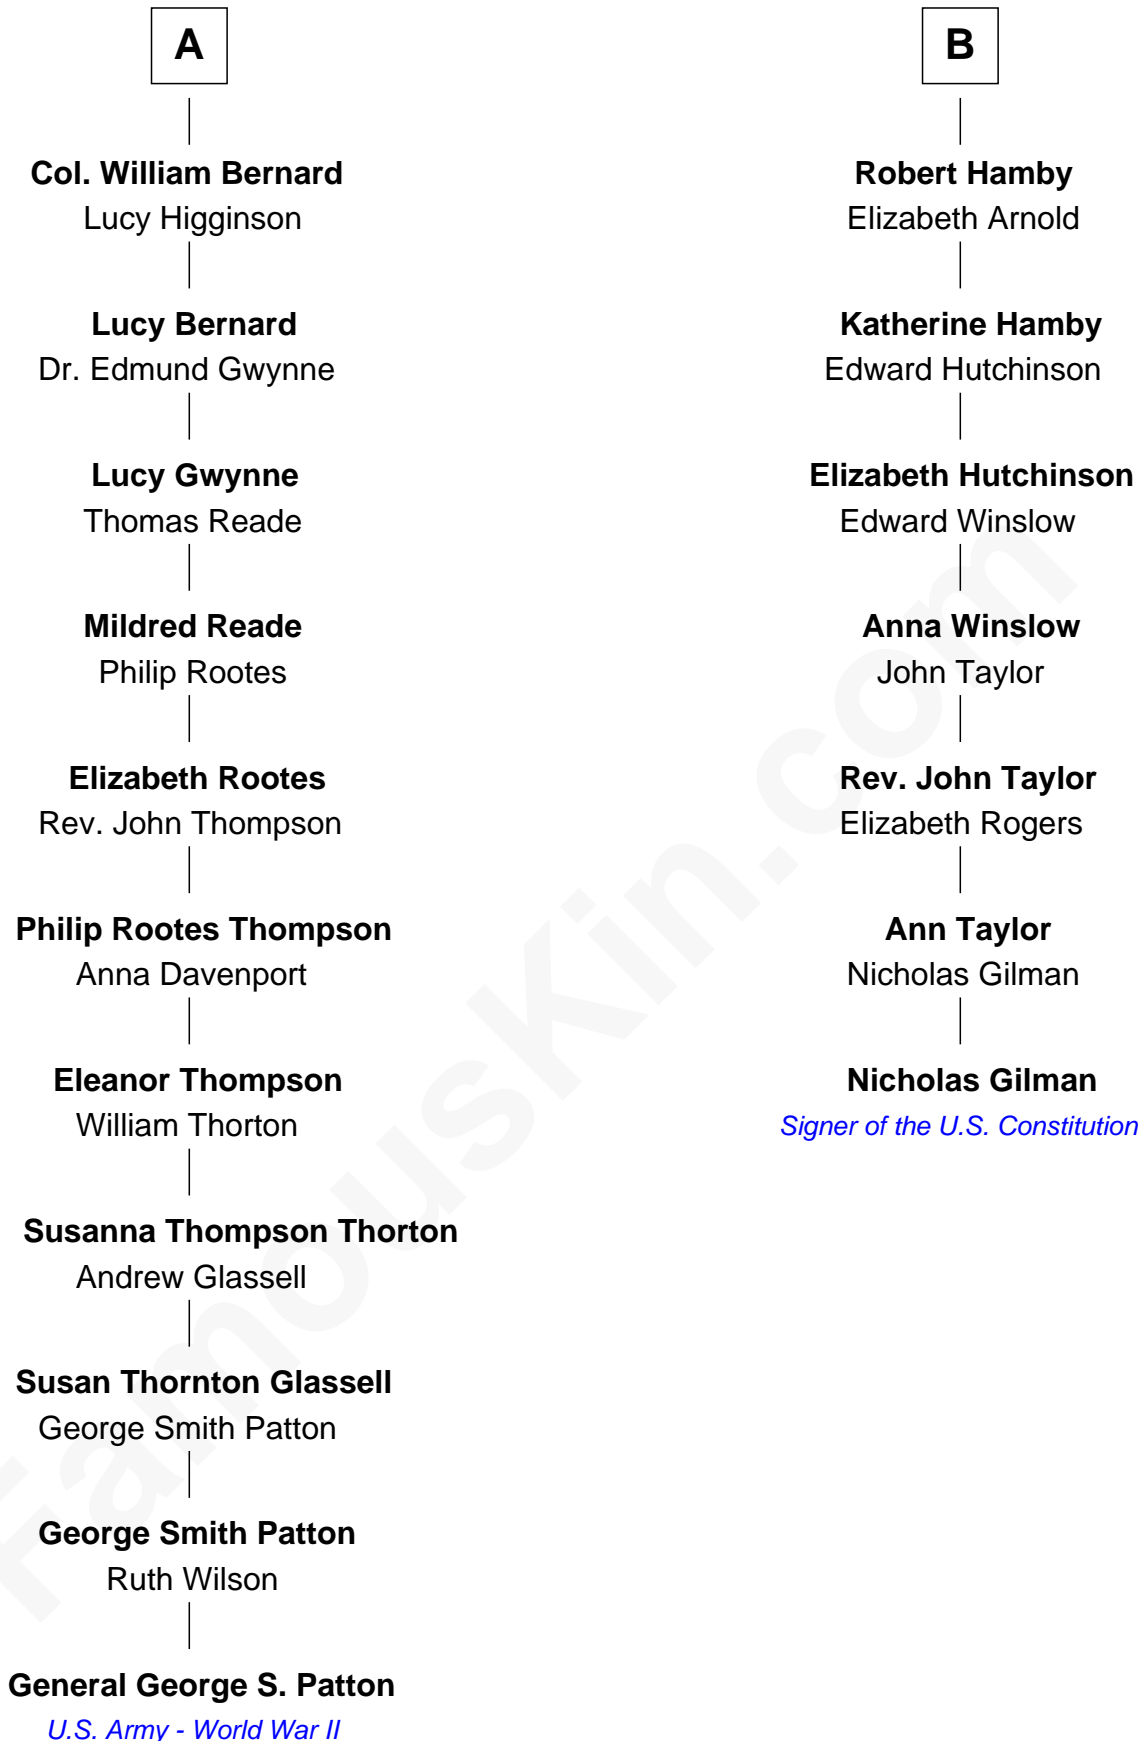 A
Col. William Bernard
Lucy Higginson
Lucy Bernard
Dr. Edmund Gwynne
Lucy Gwynne
Thomas Reade
Mildred Reade
Philip Rootes
Elizabeth Rootes
Rev. John Thompson
Philip Rootes Thompson
Anna Davenport
Eleanor Thompson
William Thorton
Susanna Thompson Thorton
Andrew Glassell
Susan Thornton Glassell
George Smith Patton
George Smith Patton
Ruth Wilson
General George S. Patton
U.S. Army - World War II
B
Robert Hamby
Elizabeth Arnold
Katherine Hamby
Edward Hutchinson
Elizabeth Hutchinson
Edward Winslow
Anna Winslow
John Taylor
Rev. John Taylor
Elizabeth Rogers
Ann Taylor
Nicholas Gilman
Nicholas Gilman
Signer of the U.S. Constitution
FamousKin.com